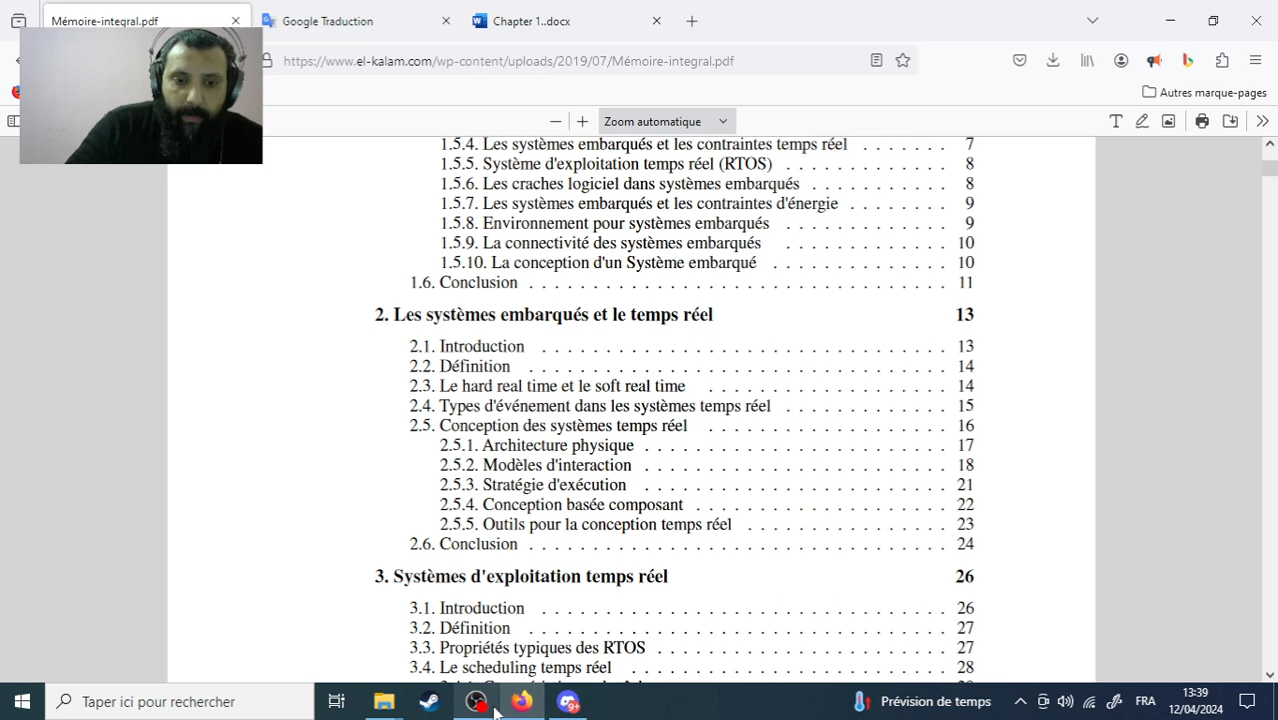 Mémoire-integral.pdf
Google Traduction
Chapter 1..docx
https://www.el-kalam.com/wp-content/uploads/2019/07/Mémoire-integral.pdf
Autres marque-pages
Zoom automatique
1.5.4. Les systèmes embarqués et les contraintes temps réel . . . . . . . 7
1.5.5. Système d'exploitation temps réel (RTOS) . . . . . . . . . . . . 8
1.5.6. Les craches logiciel dans systèmes embarqués . . . . . . . . . . 8
1.5.7. Les systèmes embarqués et les contraintes d'énergie . . . . . . . . 9
1.5.8. Environnement pour systèmes embarqués . . . . . . . . . . . . 9
1.5.9. La connectivité des systèmes embarqués . . . . . . . . . . . . 10
1.5.10. La conception d'un Système embarqué . . . . . . . . . . . . . 10
1.6. Conclusion . . . . . . . . . . . . . . . . . . . . . . . . . . . . . 11
2. Les systèmes embarqués et le temps réel 13
2.1. Introduction . . . . . . . . . . . . . . . . . . . . . . . . . . . . 13
2.2. Définition . . . . . . . . . . . . . . . . . . . . . . . . . . . . . 14
2.3. Le hard real time et le soft real time . . . . . . . . . . . . . . . . . 14
2.4. Types d'événement dans les systèmes temps réel . . . . . . . . . . . . 15
2.5. Conception des systèmes temps réel . . . . . . . . . . . . . . . . . 16
2.5.1. Architecture physique . . . . . . . . . . . . . . . . . . . . . 17
2.5.2. Modèles d'interaction . . . . . . . . . . . . . . . . . . . . . 18
2.5.3. Stratégie d'exécution . . . . . . . . . . . . . . . . . . . . . 21
2.5.4. Conception basée composant . . . . . . . . . . . . . . . . . . 22
2.5.5. Outils pour la conception temps réel . . . . . . . . . . . . . . 23
2.6. Conclusion . . . . . . . . . . . . . . . . . . . . . . . . . . . . . 24
3. Systèmes d'exploitation temps réel 26
3.1. Introduction . . . . . . . . . . . . . . . . . . . . . . . . . . . . 26
3.2. Définition . . . . . . . . . . . . . . . . . . . . . . . . . . . . . 27
3.3. Propriétés typiques des RTOS . . . . . . . . . . . . . . . . . . . . 27
3.4. Le scheduling temps réel . . . . . . . . . . . . . . . . . . . . . . 28
Taper ici pour rechercher
9+
Prévision de temps
FRA
13:39
12/04/2024